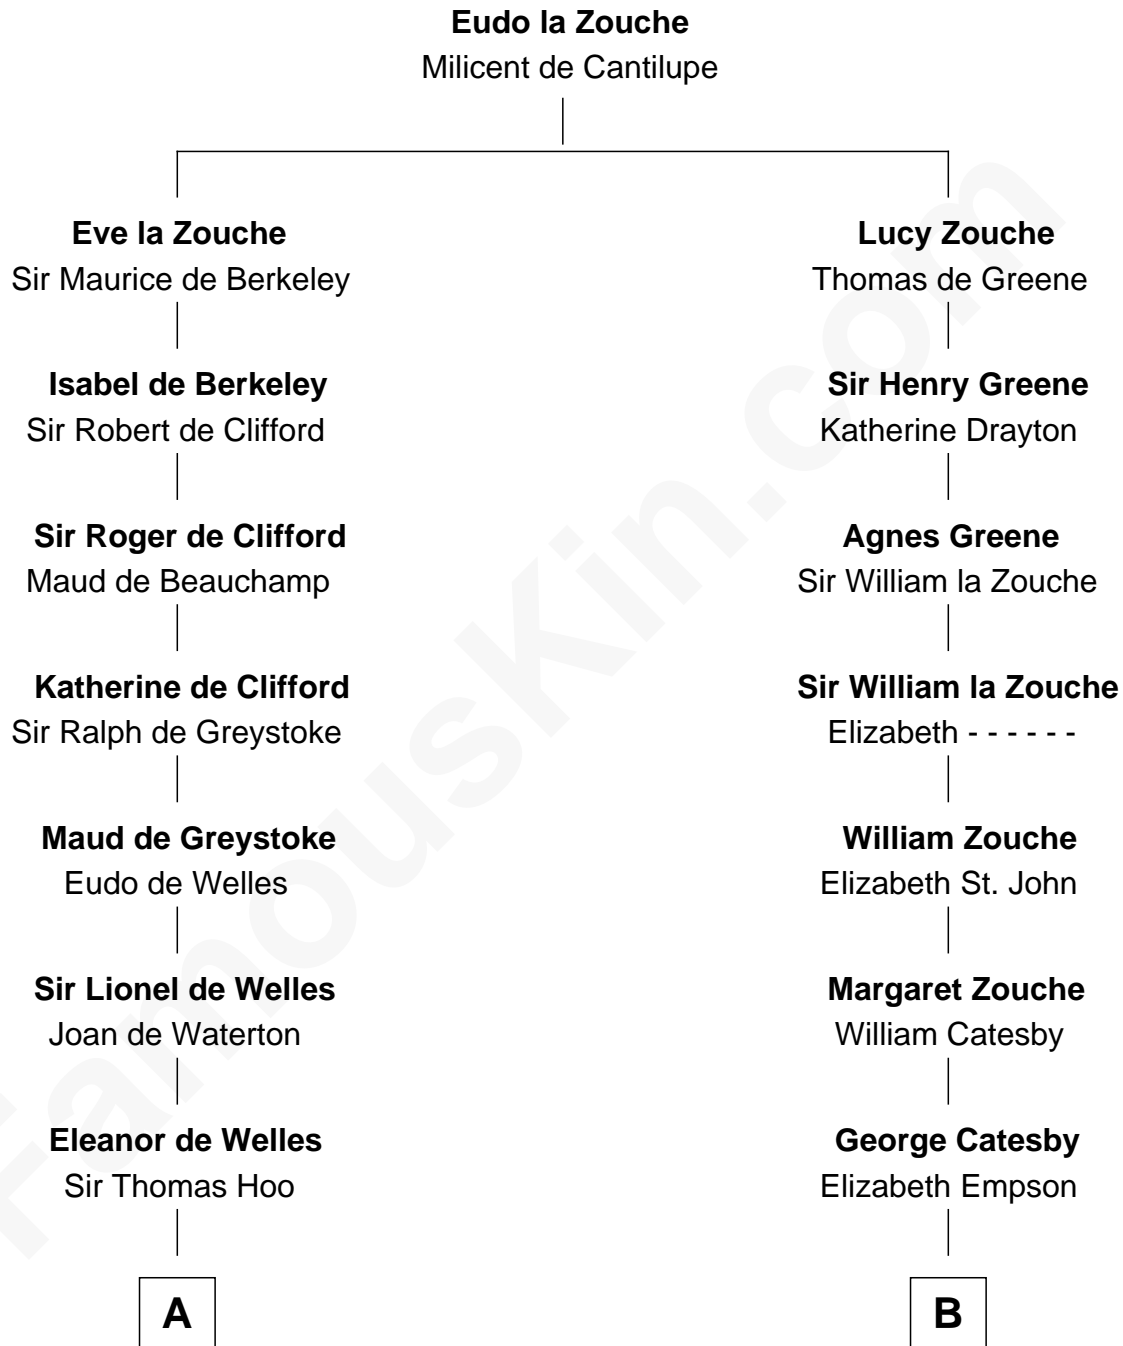 Eudo la Zouche
Milicent de Cantilupe
Eve la Zouche
Sir Maurice de Berkeley
Lucy Zouche
Thomas de Greene
Isabel de Berkeley
Sir Robert de Clifford
Sir Henry Greene
Katherine Drayton
Sir Roger de Clifford
Maud de Beauchamp
Agnes Greene
Sir William la Zouche
Katherine de Clifford
Sir Ralph de Greystoke
Sir William la Zouche
Elizabeth - - - - - -
Maud de Greystoke
Eudo de Welles
William Zouche
Elizabeth St. John
Sir Lionel de Welles
Joan de Waterton
Margaret Zouche
William Catesby
Eleanor de Welles
Sir Thomas Hoo
George Catesby
Elizabeth Empson
A
B
FamousKin.com